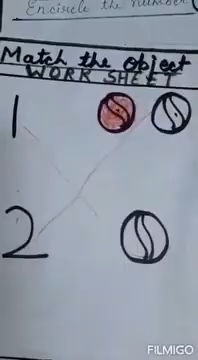 Encircle the number
Match the object
WORK SHEET
1
2
FILMIGO